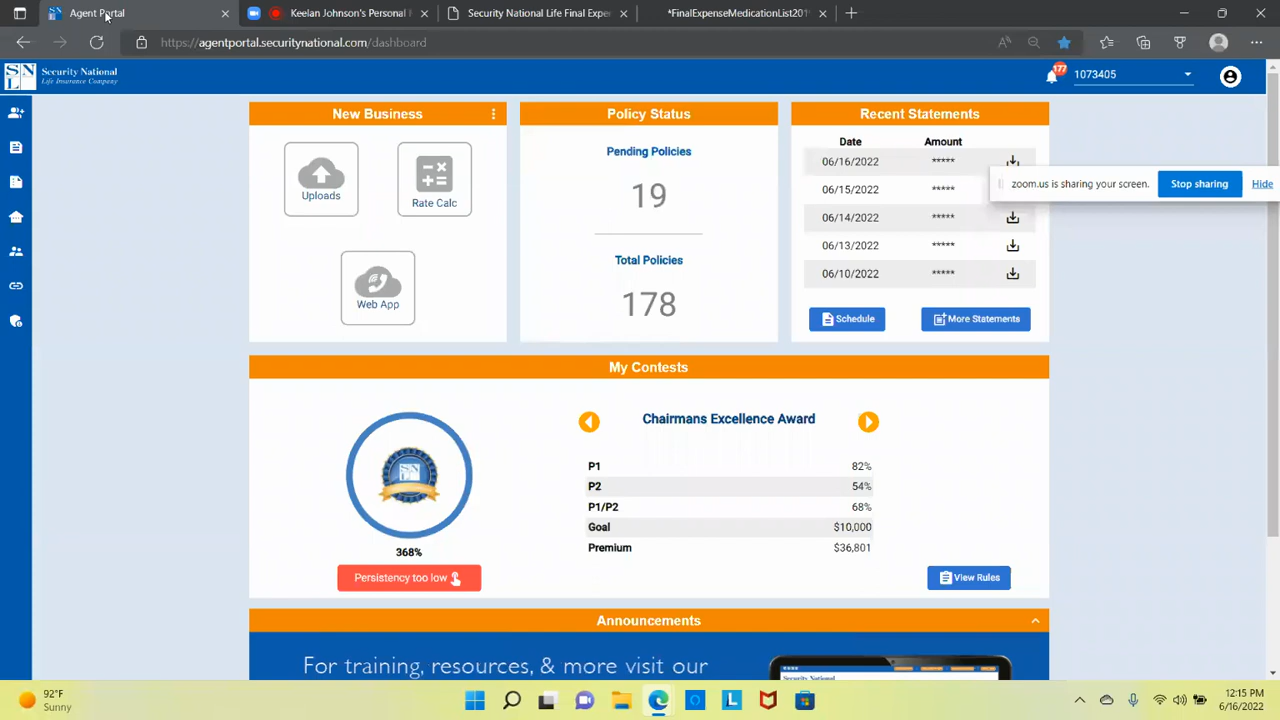 Agent Portal
Keelan Johnson's Personal M
Security National Life Final Expe
*FinalExpenseMedicationList201
https://agentportal.securitynational.com/dashboard
SNL
Security National
Life Insurance Company
177
1073405
New Business
Uploads
Rate Calc
Web App
Policy Status
Pending Policies
19
Total Policies
178
Recent Statements
Date Amount
06/16/2022 *****
06/15/2022 *****
06/14/2022 *****
06/13/2022 *****
06/10/2022 *****
Schedule
More Statements
zoom.us is sharing your screen.
Stop sharing
Hide
My Contests
SNL
368%
Persistency too low
Chairmans Excellence Award
P1 82%
P2 54%
P1/P2 68%
Goal $10,000
Premium $36,801
View Rules
Announcements
For training, resources, & more visit our
Security National
92°F
Sunny
12:15 PM
6/16/2022